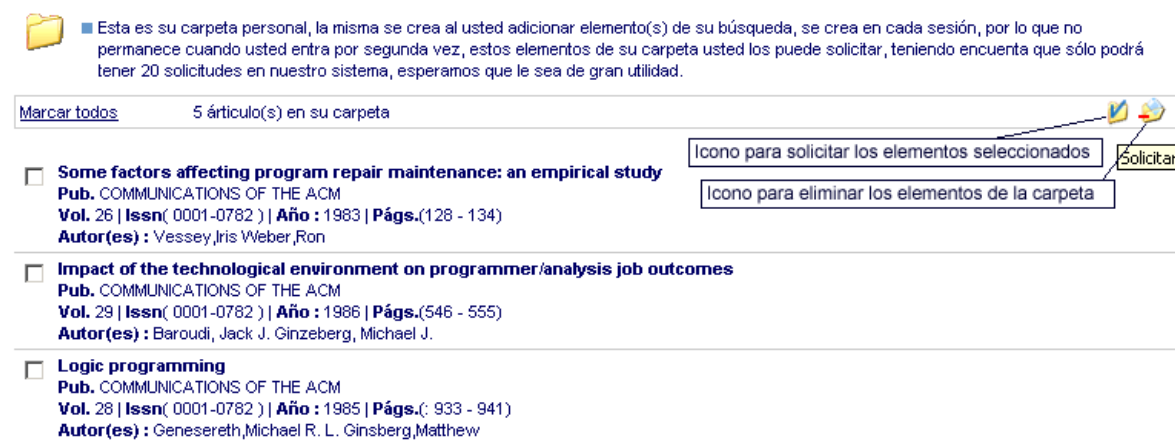 Esta es su carpeta personal, la misma se crea al usted adicionar elemento(s) de su búsqueda, se crea en cada sesión, por lo que no
permanece cuando usted entra por segunda vez, estos elementos de su carpeta usted los puede solicitar, teniendo encuenta que sólo podrá
tener 20 solicitudes en nuestro sistema, esperamos que le sea de gran utilidad.
Marcar todos 5 árticulo(s) en su carpeta
Icono para solicitar los elementos seleccionados
Solicitar
Icono para eliminar los elementos de la carpeta
Some factors affecting program repair maintenance: an empirical study
Pub. COMMUNICATIONS OF THE ACM
Vol. 26 | Issn( 0001-0782 ) | Año : 1983 | Págs.(128 - 134)
Autor(es) : Vessey,Iris Weber,Ron
Impact of the technological environment on programmer/analysis job outcomes
Pub. COMMUNICATIONS OF THE ACM
Vol. 29 | Issn( 0001-0782 ) | Año : 1986 | Págs.(546 - 555)
Autor(es) : Baroudi, Jack J. Ginzeberg, Michael J.
Logic programming
Pub. COMMUNICATIONS OF THE ACM
Vol. 28 | Issn( 0001-0782 ) | Año : 1985 | Págs.(: 933 - 941)
Autor(es) : Genesereth,Michael R. L. Ginsberg,Matthew